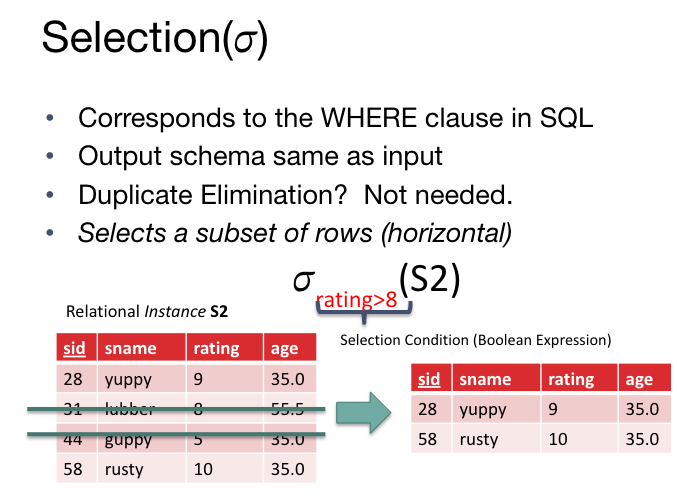 Selection(σ)
• Corresponds to the WHERE clause in SQL
• Output schema same as input
• Duplicate Elimination?  Not needed.
• Selects a subset of rows (horizontal)
σrating>8(S2)
Relational Instance S2
Selection Condition (Boolean Expression)
sid sname rating age
28 yuppy 9 35.0
31 lubber 8 55.5
44 guppy 5 35.0
58 rusty 10 35.0
sid sname rating age
28 yuppy 9 35.0
58 rusty 10 35.0